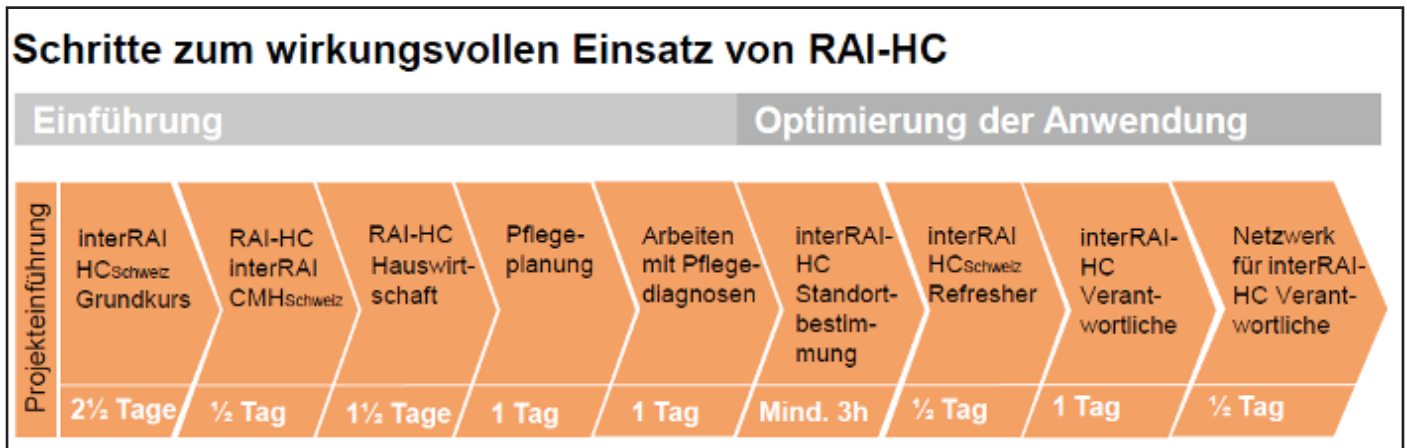 Schritte zum wirkungsvollen Einsatz von RAI-HC
Einführung
Optimierung der Anwendung
Projekteinführung
interRAI
HCSchweiz
Grundkurs
2½ Tage
RAI-HC
interRAI
CMHSchweiz
½ Tag
RAI-HC
Hauswirt-
schaft
1½ Tage
Pflege-
planung
1 Tag
Arbeiten
mit Pflege-
diagnosen
1 Tag
interRAI-
HC
Standort-
bestim-
mung
Mind. 3h
interRAI
HCSchweiz
Refresher
½ Tag
interRAI-
HC
Verant-
wortliche
1 Tag
Netzwerk
für interRAI-
HC Verant-
wortliche
½ Tag